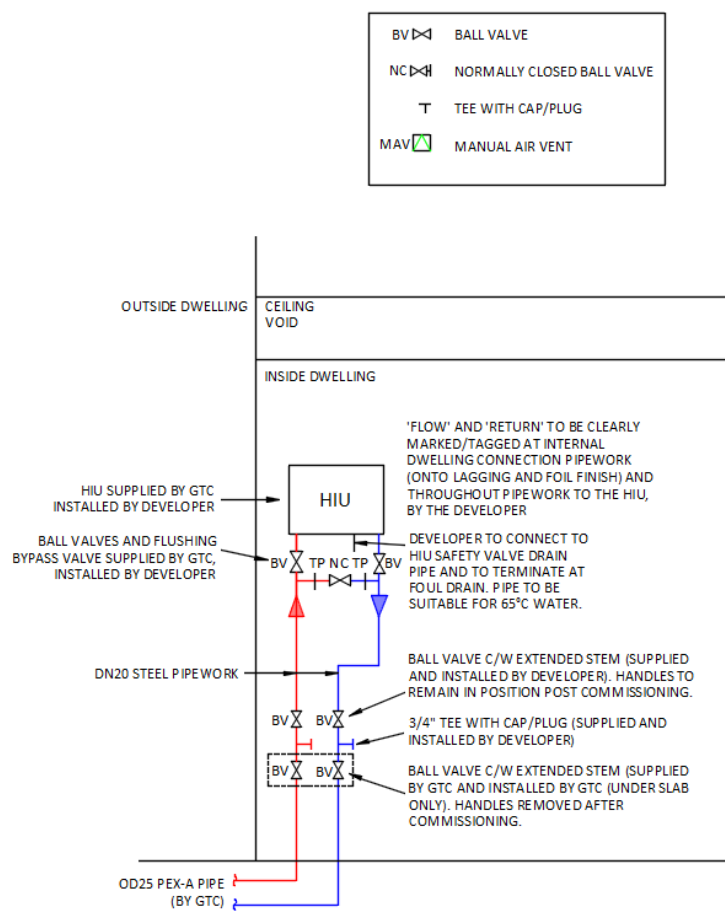 BV BALL VALVE
NC NORMALLY CLOSED BALL VALVE
TEE WITH CAP/PLUG
MAV MANUAL AIR VENT
OUTSIDE DWELLING
CEILING
VOID
INSIDE DWELLING
'FLOW' AND 'RETURN' TO BE CLEARLY
MARKED/TAGGED AT INTERNAL
DWELLING CONNECTION PIPEWORK
(ONTO LAGGING AND FOIL FINISH) AND
THROUGHOUT PIPEWORK TO THE HIU,
BY THE DEVELOPER
HIU
HIU SUPPLIED BY GTC
INSTALLED BY DEVELOPER
BALL VALVES AND FLUSHING
BYPASS VALVE SUPPLIED BY GTC,
INSTALLED BY DEVELOPER
BV TP NC TP BV
DEVELOPER TO CONNECT TO
HIU SAFETY VALVE DRAIN
PIPE AND TO TERMINATE AT
FOUL DRAIN. PIPE TO BE
SUITABLE FOR 65°C WATER.
DN20 STEEL PIPEWORK
BALL VALVE C/W EXTENDED STEM (SUPPLIED
AND INSTALLED BY DEVELOPER). HANDLES TO
REMAIN IN POSITION POST COMMISSIONING.
BV BV
3/4" TEE WITH CAP/PLUG (SUPPLIED AND
INSTALLED BY DEVELOPER)
BV BV
BALL VALVE C/W EXTENDED STEM (SUPPLIED
BY GTC AND INSTALLED BY GTC (UNDER SLAB
ONLY). HANDLES REMOVED AFTER
COMMISSIONING.
OD25 PEX-A PIPE
(BY GTC)